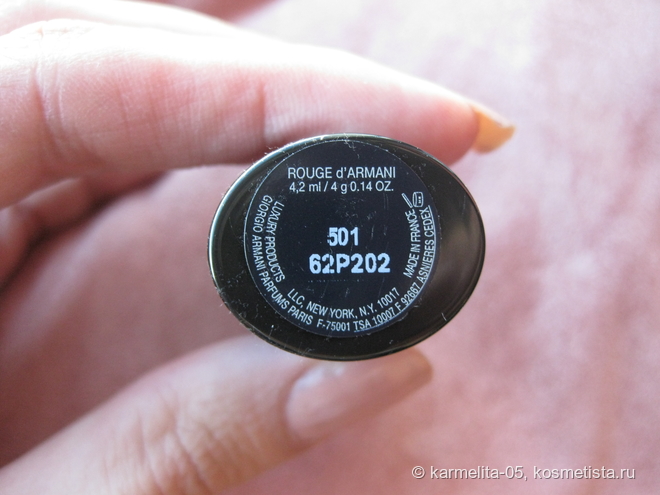 ROUGE d'ARMANI
4,2 ml / 4 g 0.14 OZ.
501
62P202
LUXURY PRODUCTS LLC, NEW YORK, N.Y. 10017 MADE IN FRANCE
GIORGIO ARMANI PARFUMS PARIS F-75001 TSA 10007 F 92667 ASNIERES CEDEX
© karmelita-05, kosmetista.ru